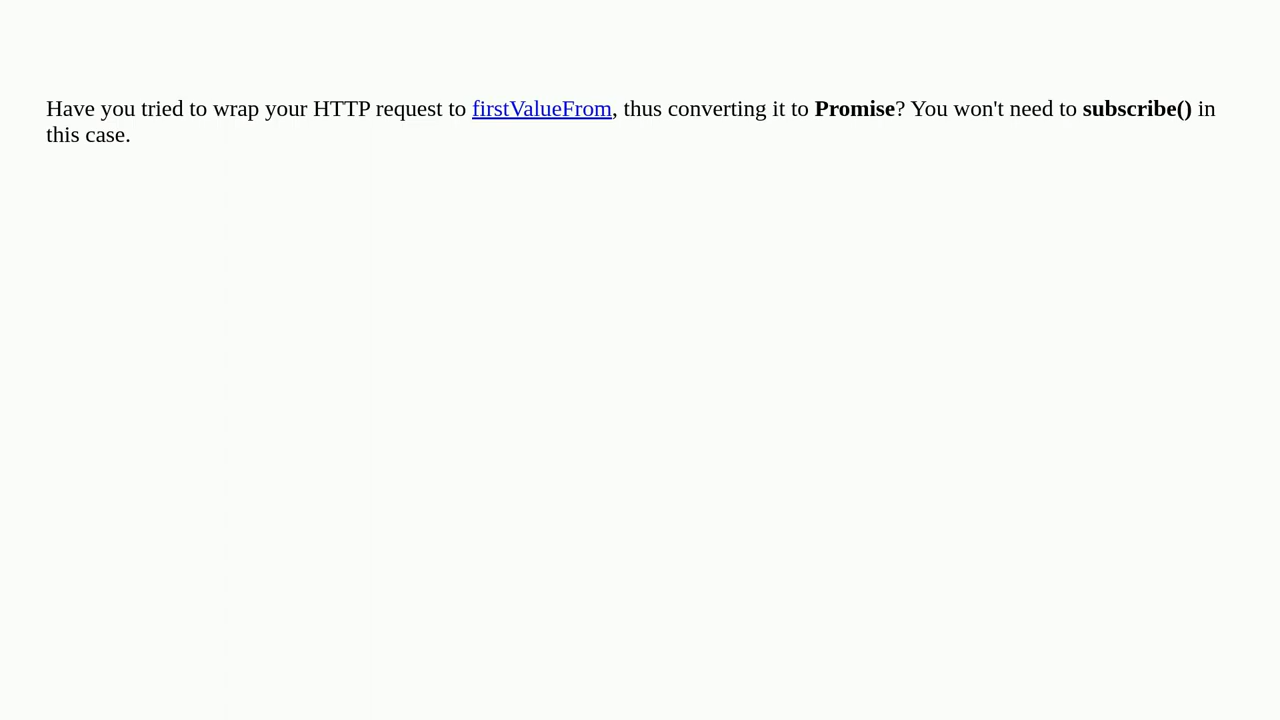 Have you tried to wrap your HTTP request to firstValueFrom, thus converting it to Promise? You won't need to subscribe() in
this case.